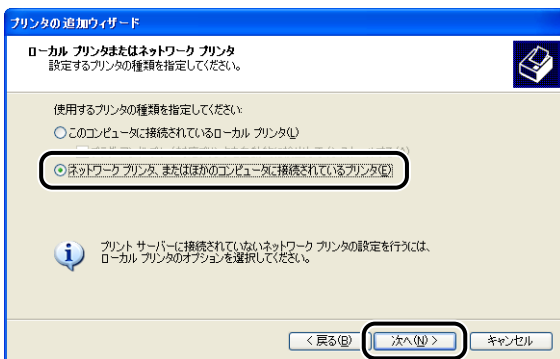 プリンタの追加ウィザード
ローカル プリンタまたはネットワーク プリンタ
設定するプリンタの種類を指定してください。
使用するプリンタの種類を指定してください:
このコンピュータに接続されているローカル プリンタ(L)
ネットワーク プリンタ、またはほかのコンピュータに接続されているプリンタ(E)
プリント サーバーに接続されていないネットワーク プリンタの設定を行うには、
ローカル プリンタのオプションを選択してください。
< 戻る(B)
次へ(N) >
キャンセル